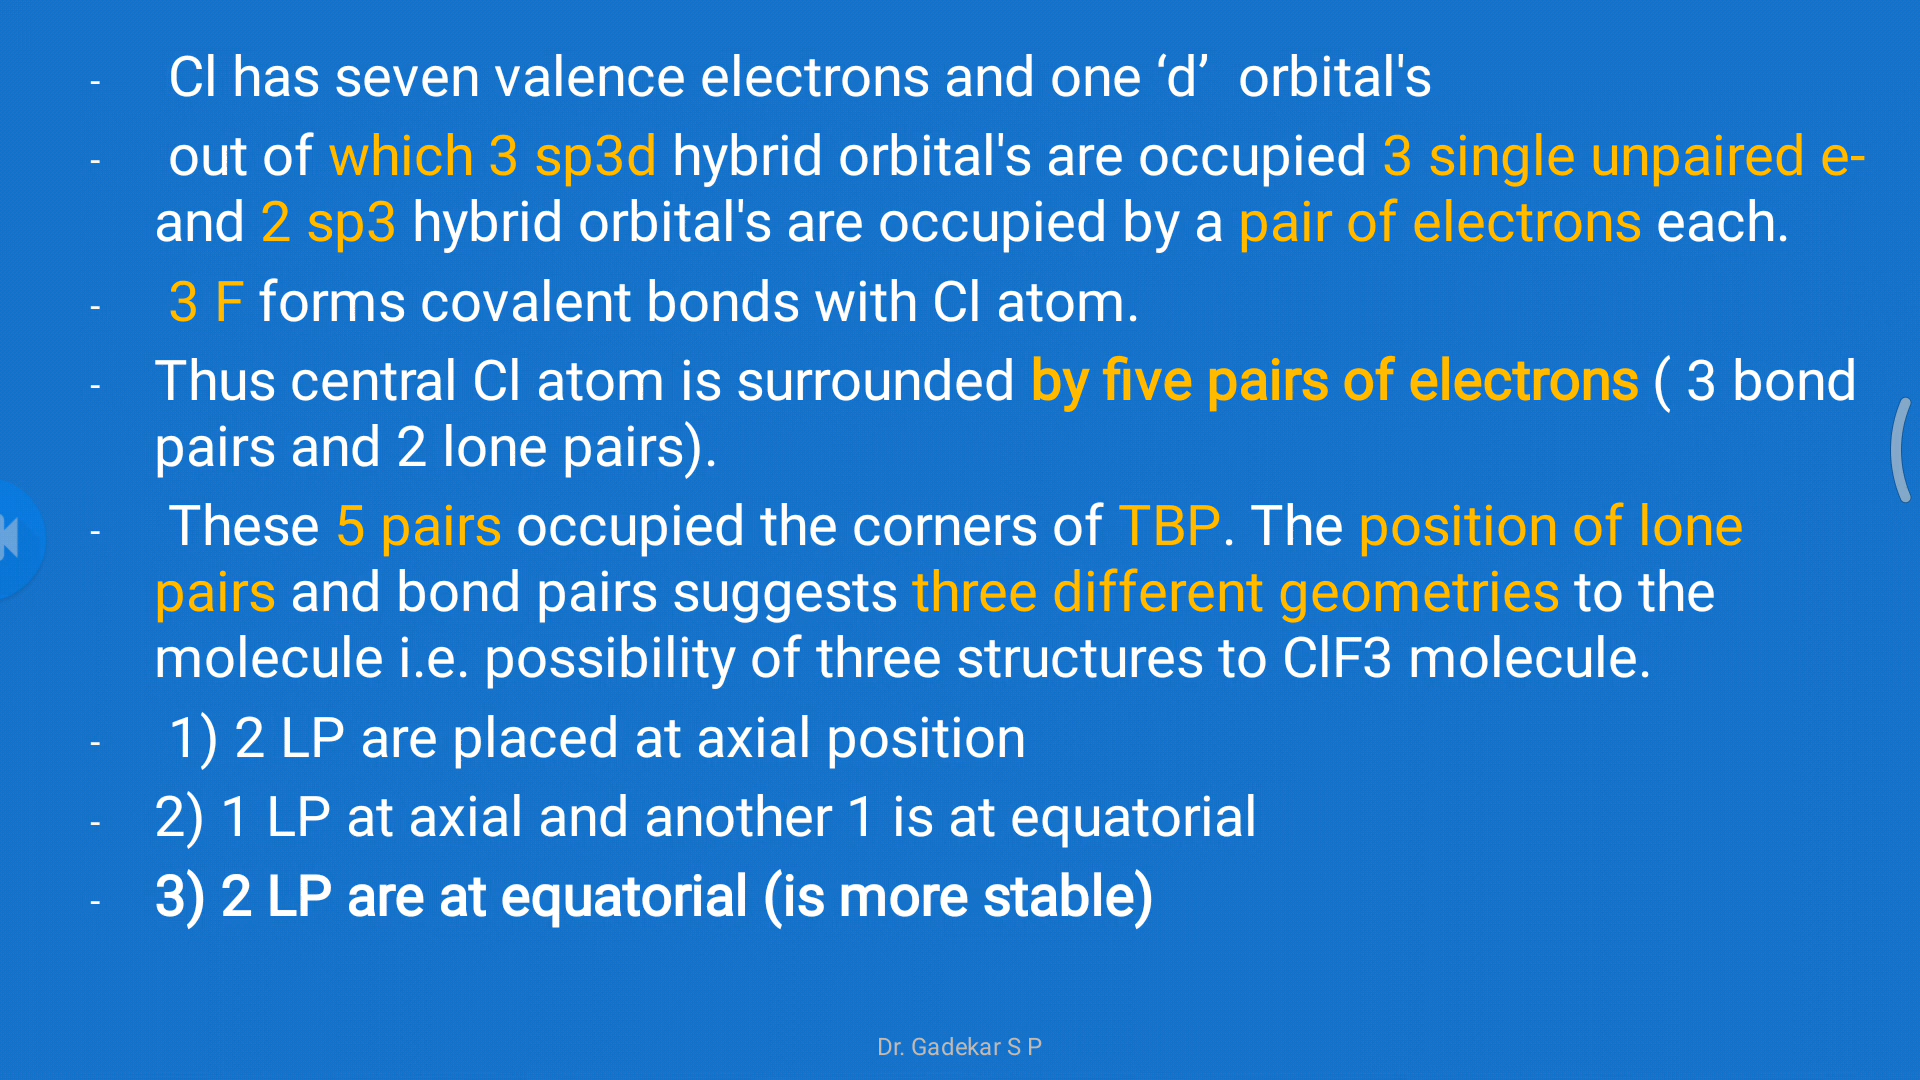 - Cl has seven valence electrons and one ‘d’ orbital's
- out of which 3 sp3d hybrid orbital's are occupied 3 single unpaired e-
and 2 sp3 hybrid orbital's are occupied by a pair of electrons each.
- 3 F forms covalent bonds with Cl atom.
- Thus central Cl atom is surrounded by five pairs of electrons ( 3 bond
pairs and 2 lone pairs).
- These 5 pairs occupied the corners of TBP. The position of lone
pairs and bond pairs suggests three different geometries to the
molecule i.e. possibility of three structures to ClF3 molecule.
- 1) 2 LP are placed at axial position
- 2) 1 LP at axial and another 1 is at equatorial
- 3) 2 LP are at equatorial (is more stable)
Dr. Gadekar S P